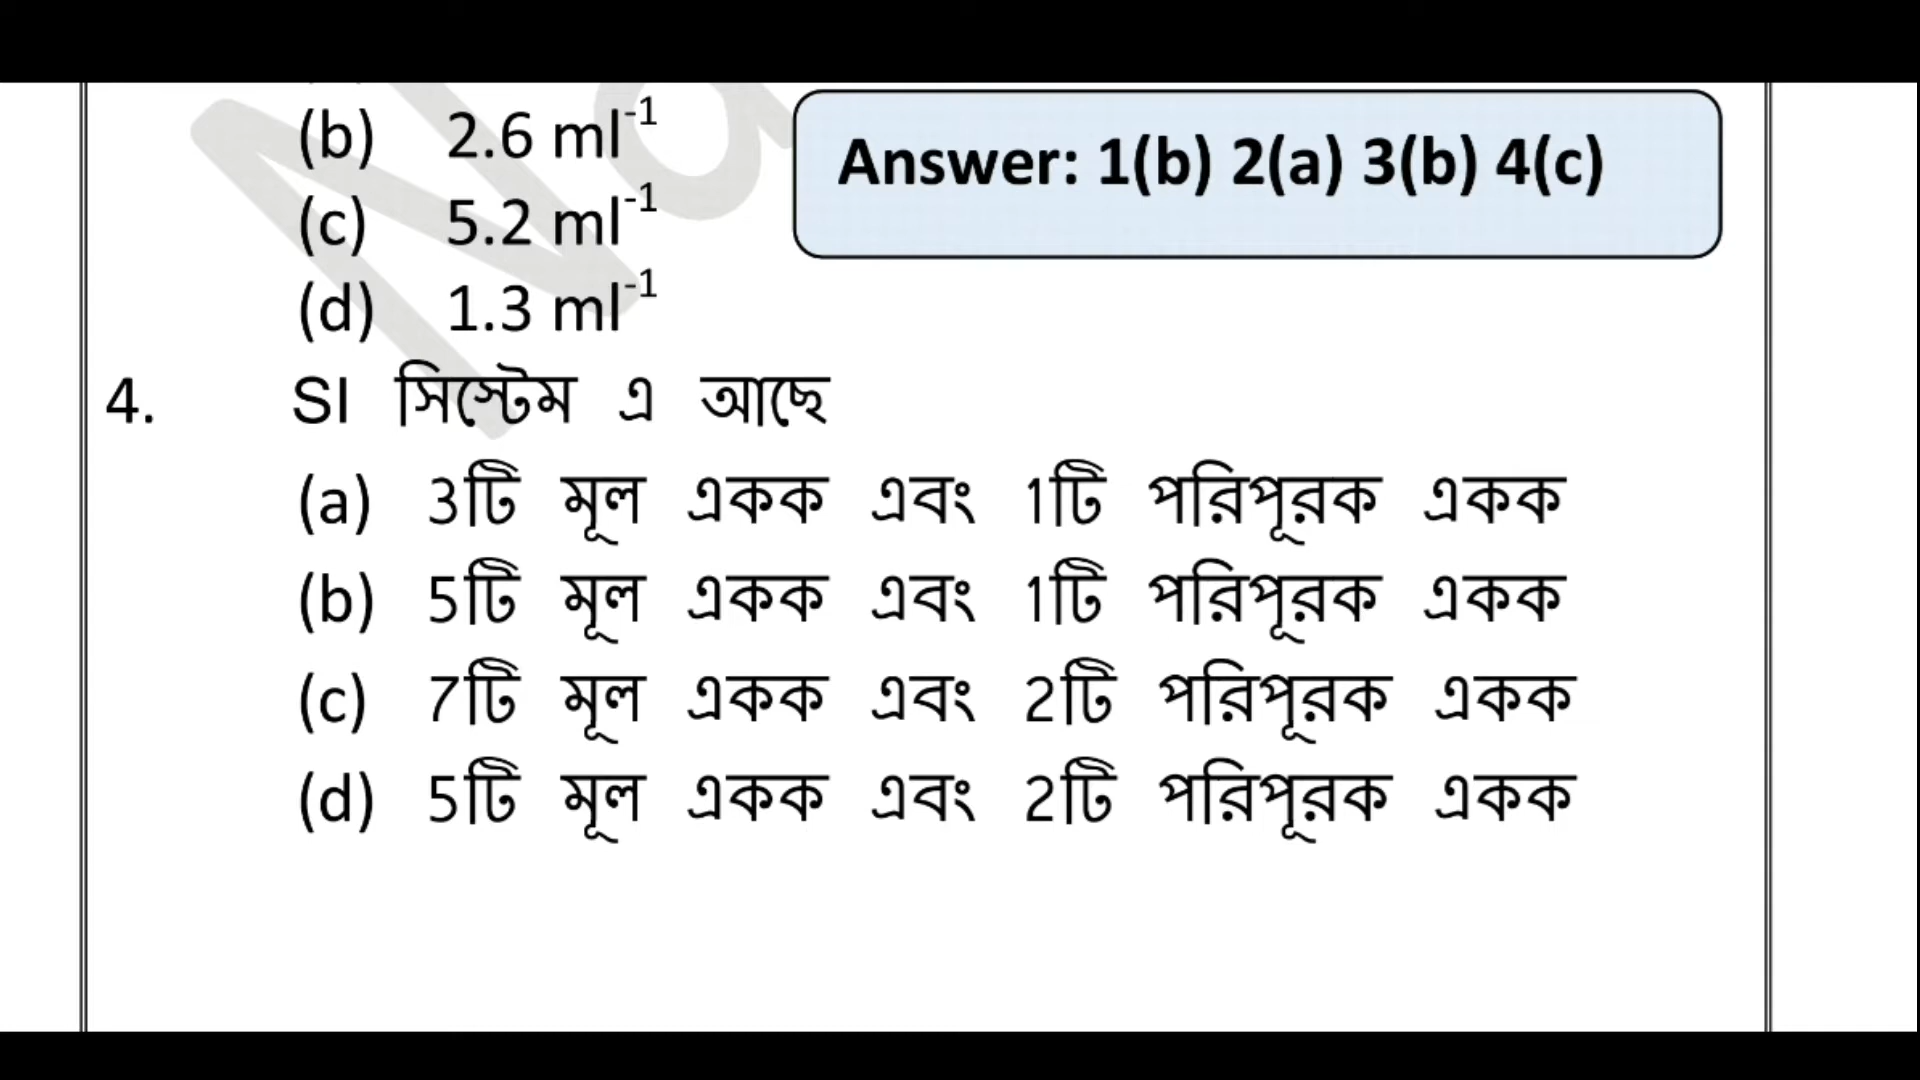 (b) 2.6 ml⁻¹
(c) 5.2 ml⁻¹
(d) 1.3 ml⁻¹
Answer: 1(b) 2(a) 3(b) 4(c)
4. SI সিস্টেম এ আছে
(a) 3টি মূল একক এবং 1টি পরিপূরক একক
(b) 5টি মূল একক এবং 1টি পরিপূরক একক
(c) 7টি মূল একক এবং 2টি পরিপূরক একক
(d) 5টি মূল একক এবং 2টি পরিপূরক একক